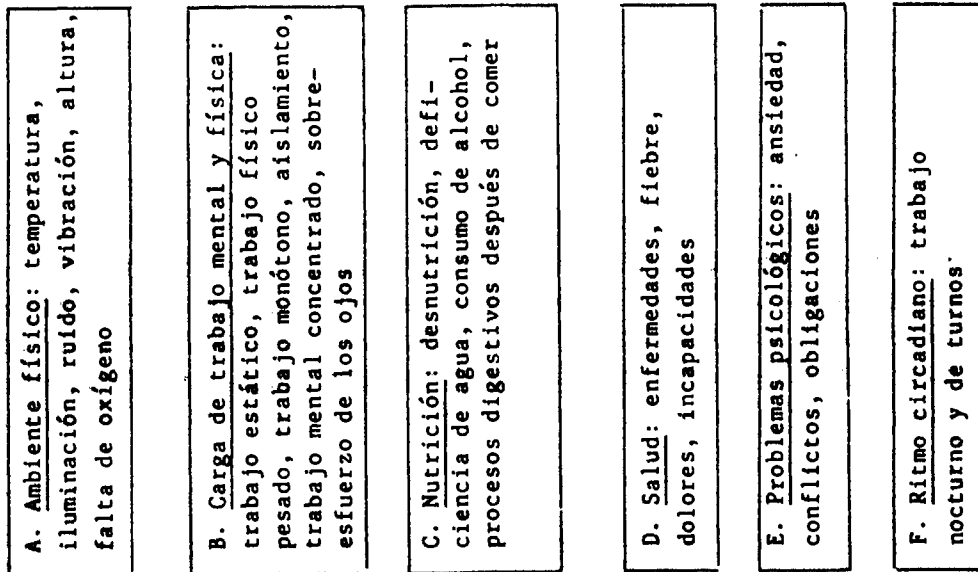 A. Ambiente físico: temperatura,
iluminación, ruído, vibración, altura,
falta de oxígeno
B. Carga de trabajo mental y física:
trabajo estático, trabajo físico
pesado, trabajo monótono, aislamiento,
trabajo mental concentrado, sobre-
esfuerzo de los ojos
C. Nutrición: desnutrición, defi-
ciencia de agua, consumo de alcohol,
procesos digestivos después de comer
D. Salud: enfermedades, fiebre,
dolores, incapacidades
E. Problemas psicológicos: ansiedad,
conflictos, obligaciones
F. Ritmo circadiano: trabajo
nocturno y de turnos